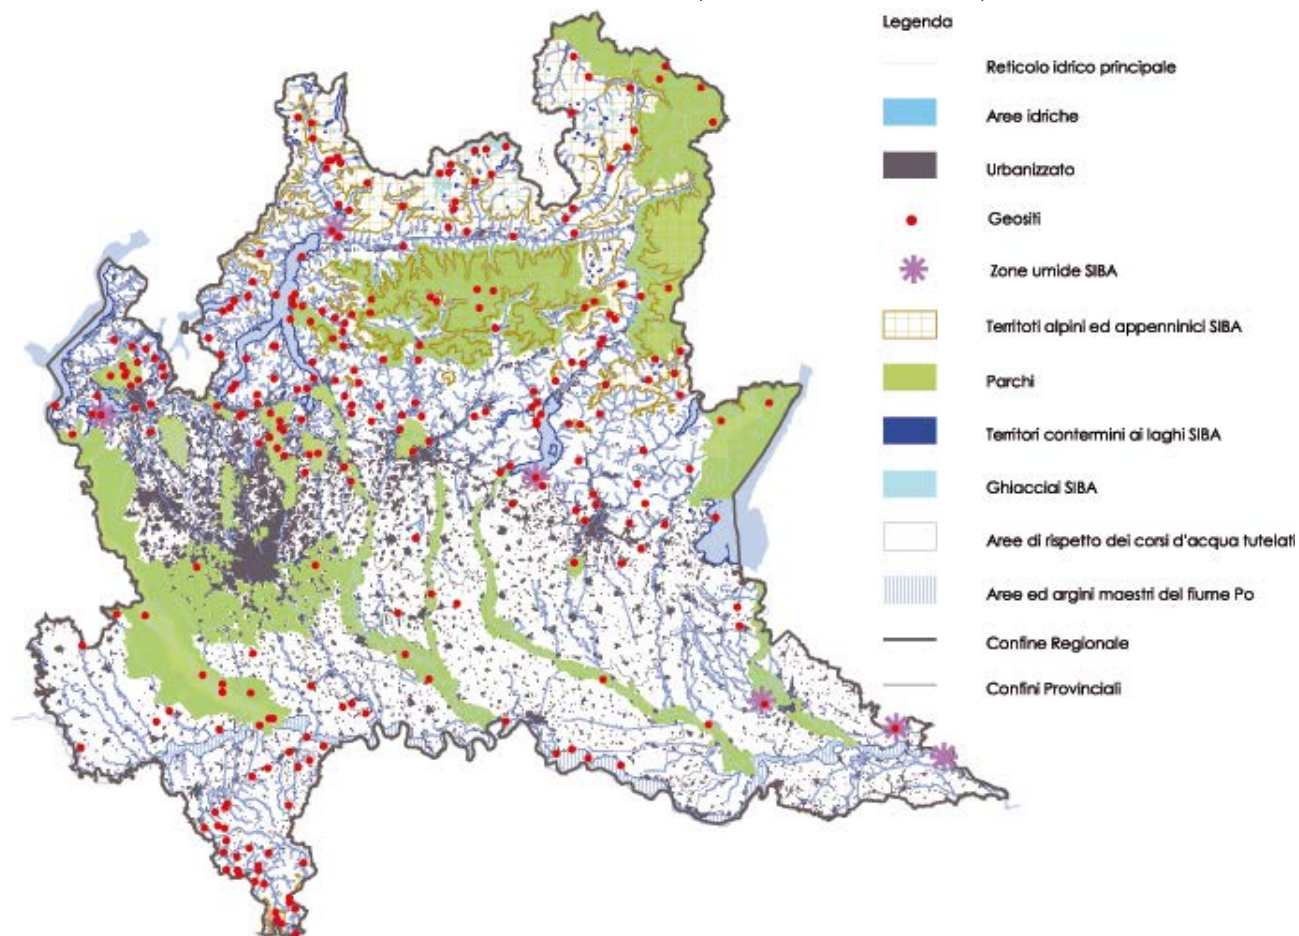 Legenda
Reticolo idrico principale
Aree idriche
Urbanizzato
Geositi
Zone umide SIBA
Territoti alpini ed appenninici SIBA
Parchi
Territori contermini ai laghi SIBA
Ghiacciai SIBA
Aree di rispetto dei corsi d'acqua tutelati
Aree ed argini maestri del fiume Po
Confine Regionale
Confini Provinciali